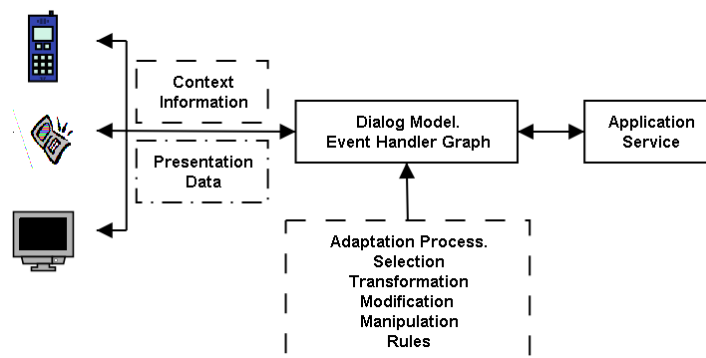 Context
Information
Presentation
Data
Dialog Model.
Event Handler Graph
Application
Service
Adaptation Process.
Selection
Transformation
Modification
Manipulation
Rules